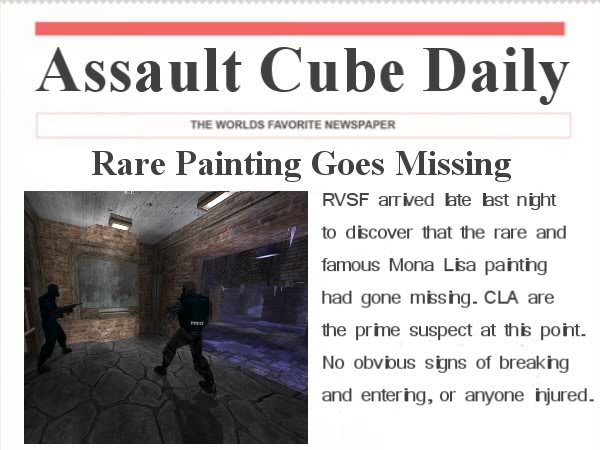 Assault Cube Daily
THE WORLDS FAVORITE NEWSPAPER
Rare Painting Goes Missing
RVSF arrived late last night
to discover that the rare and
famous Mona Lisa painting
had gone missing. CLA are
the prime suspect at this point.
No obvious signs of breaking
and entering, or anyone injured.
POLICE